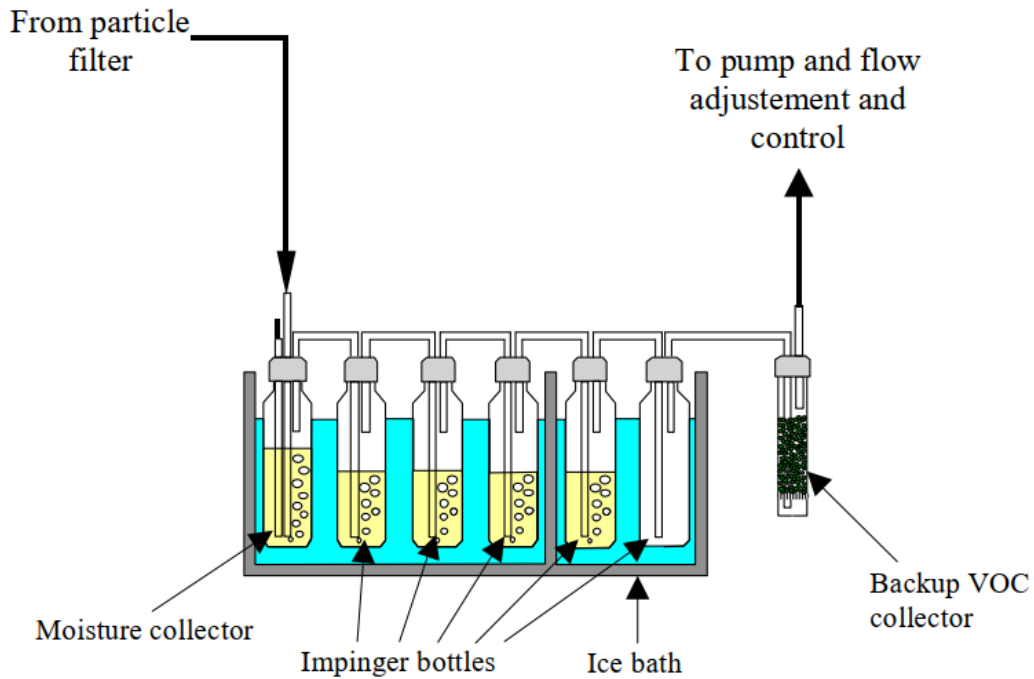 From particle
filter
To pump and flow
adjustement and
control
Moisture collector
Impinger bottles
Ice bath
Backup VOC
collector